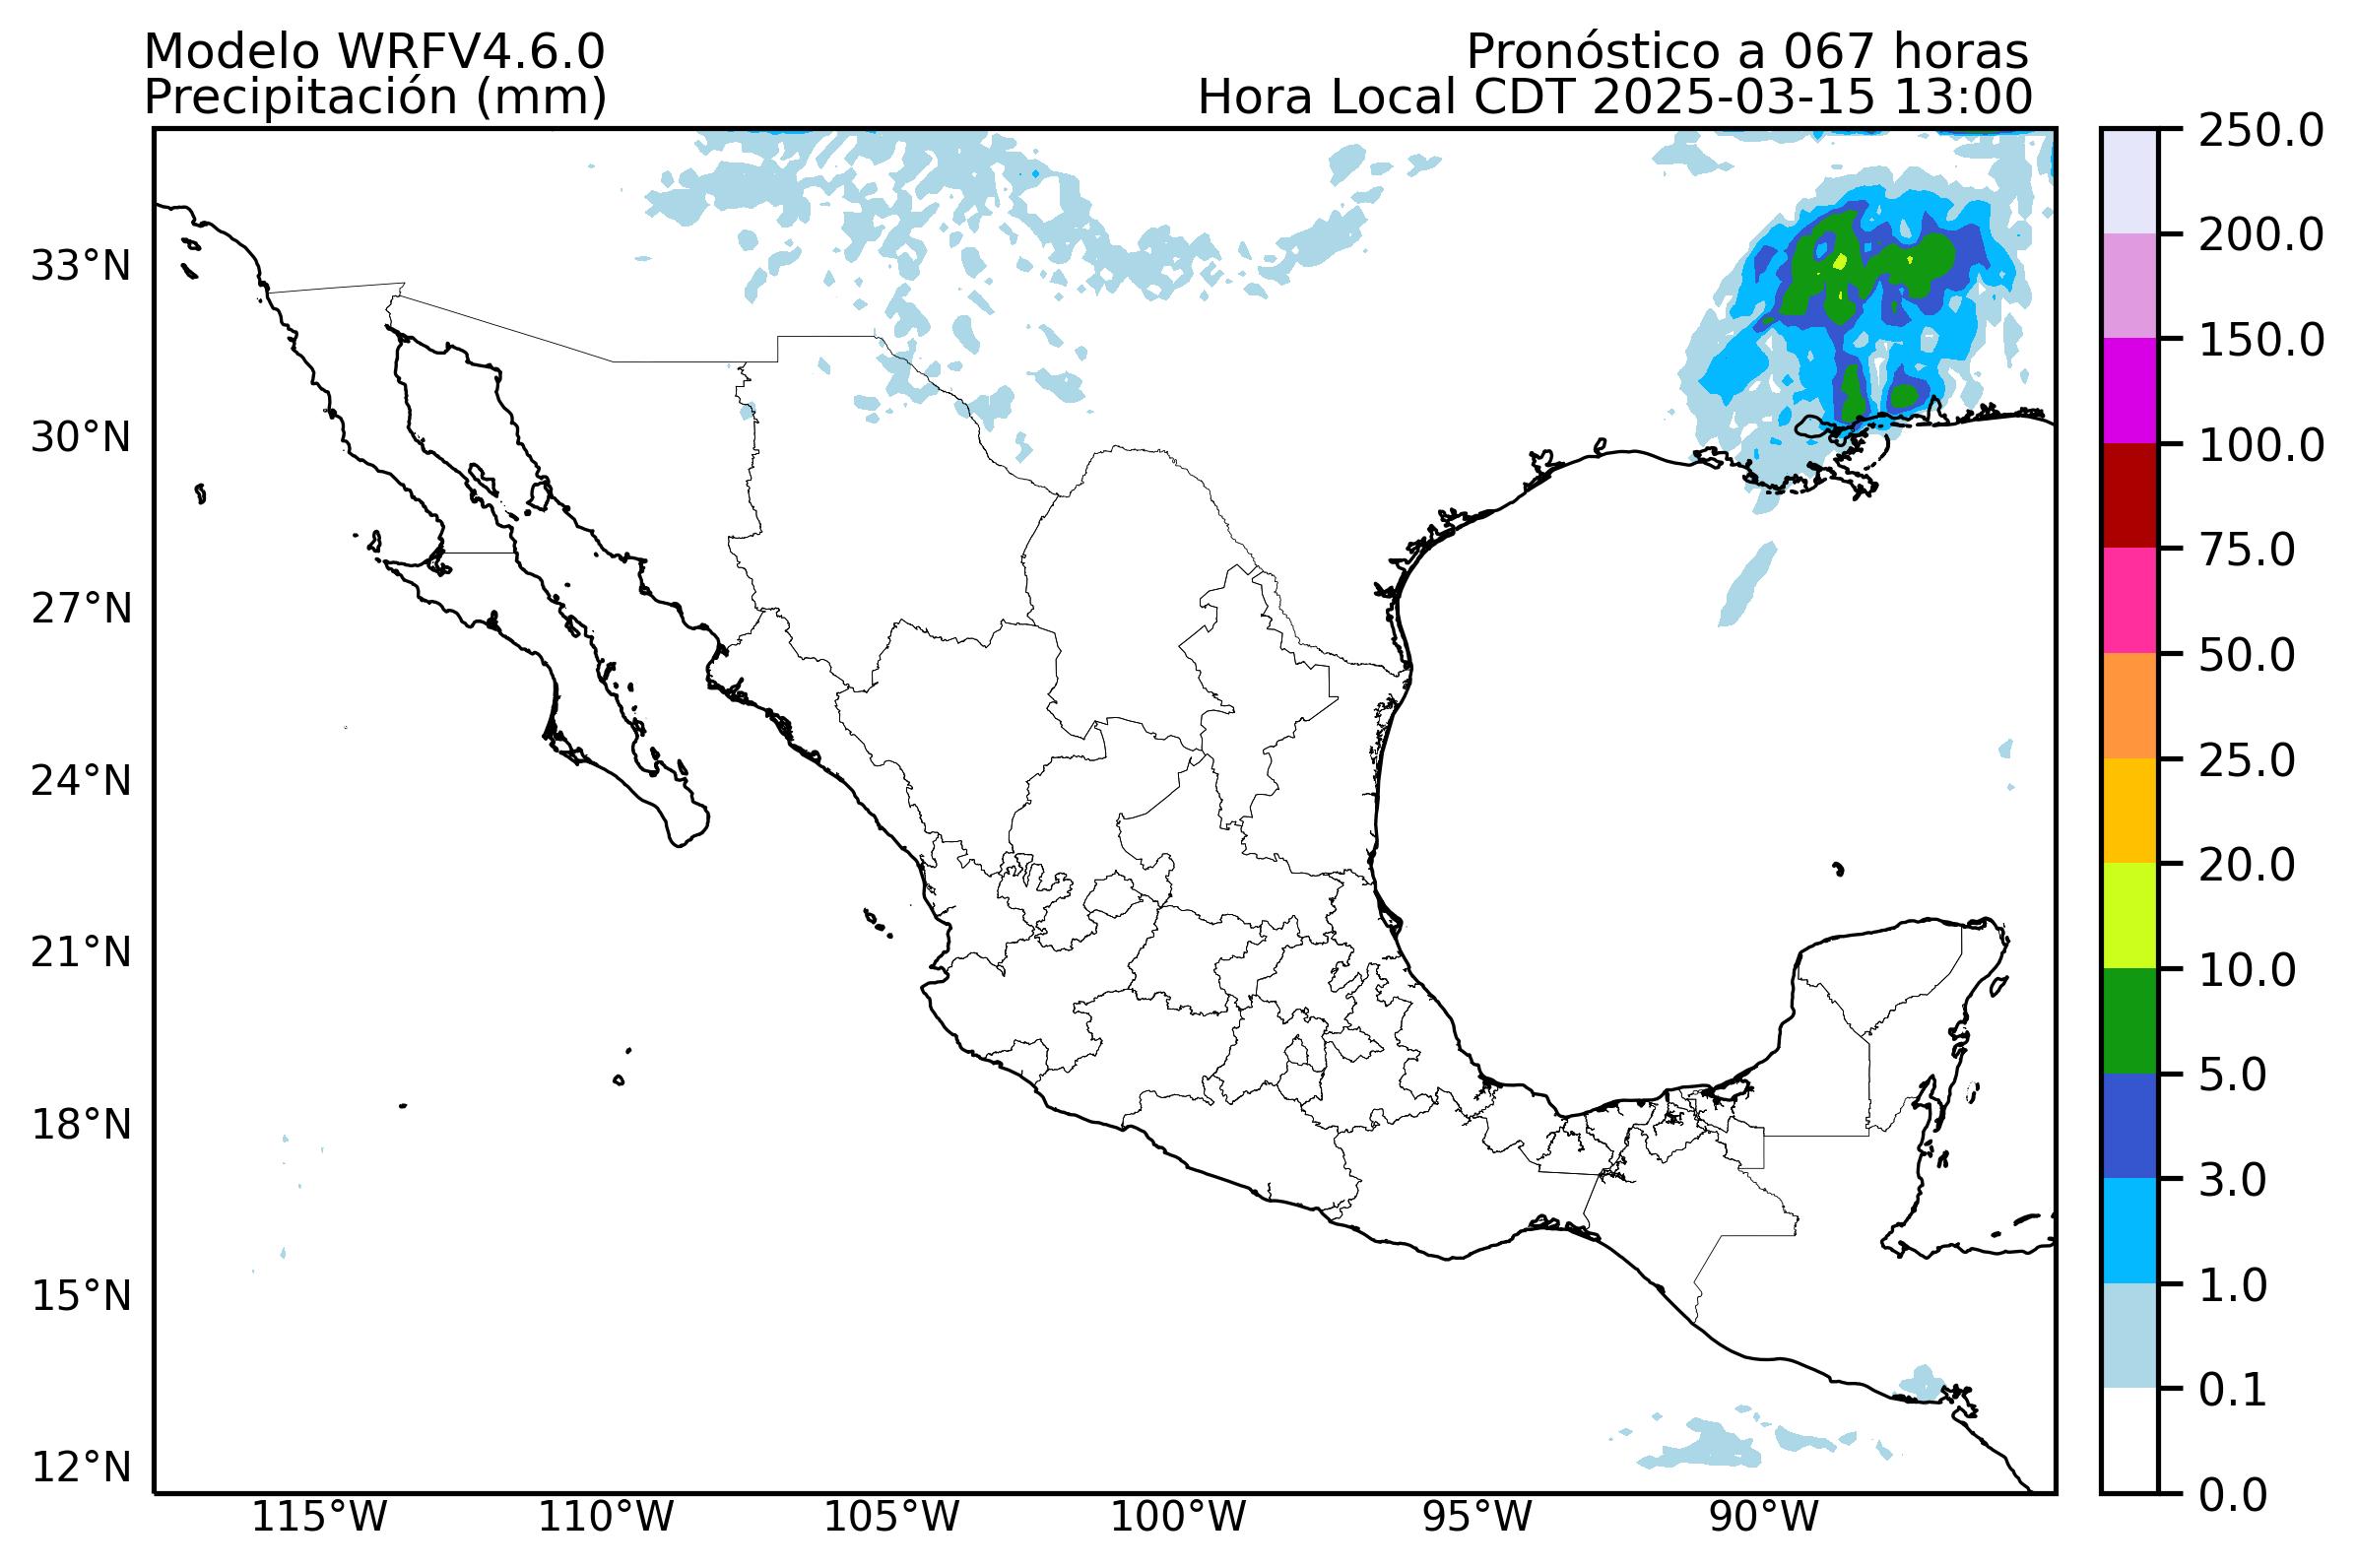 Modelo WRFV4.6.0
Precipitación (mm)
Pronóstico a 067 horas
Hora Local CDT 2025-03-15 13:00
33°N
30°N
27°N
24°N
21°N
18°N
15°N
12°N
115°W
110°W
105°W
100°W
95°W
90°W
250.0
200.0
150.0
100.0
75.0
50.0
25.0
20.0
10.0
5.0
3.0
1.0
0.1
0.0